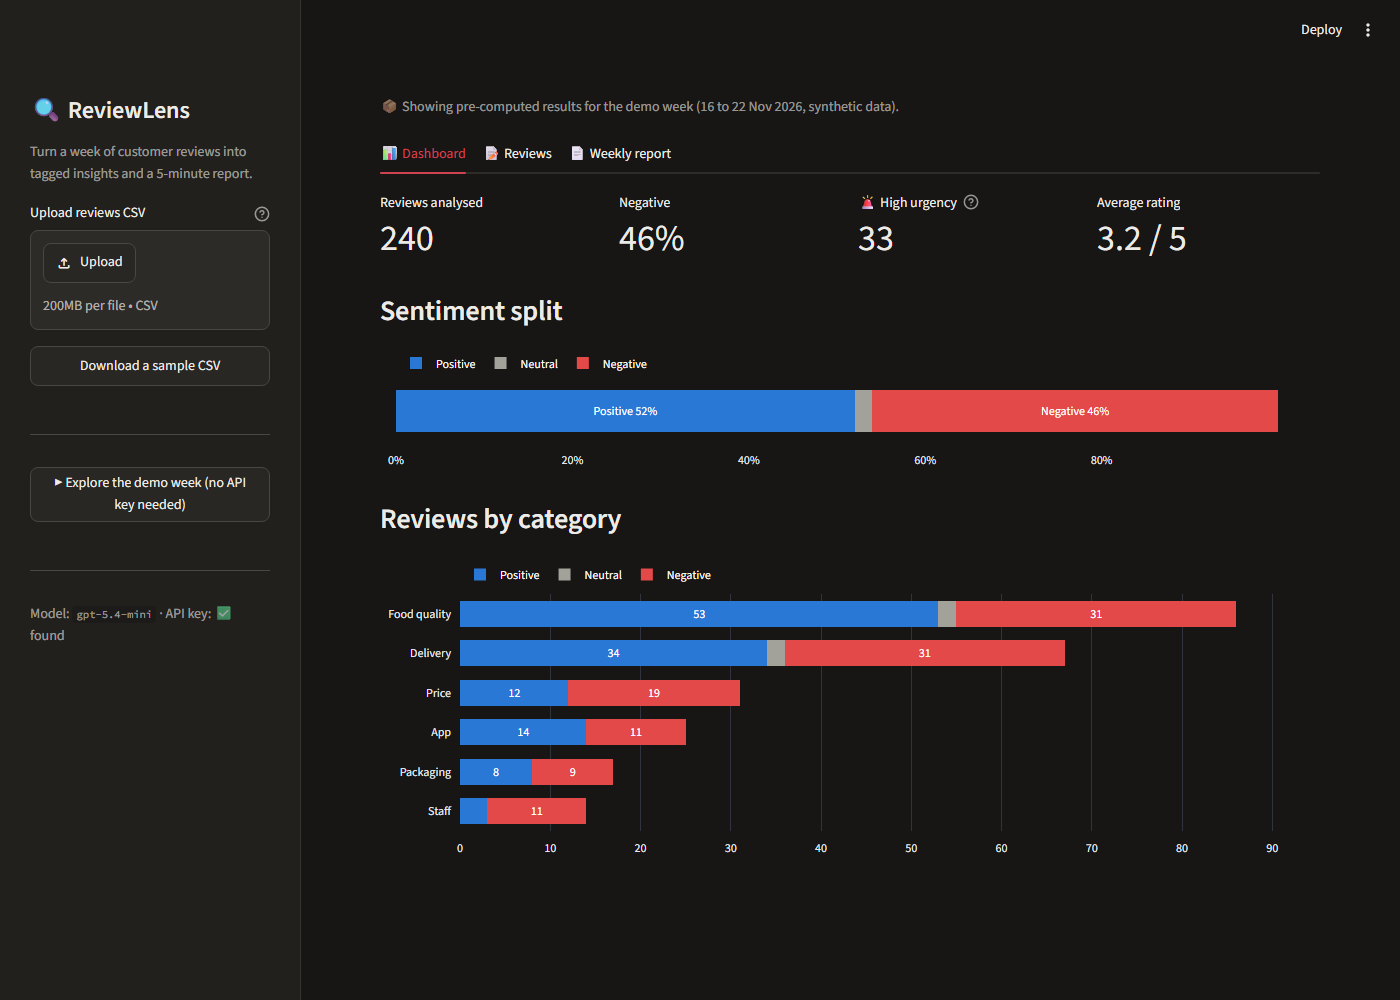 Deploy
ReviewLens
Turn a week of customer reviews into
tagged insights and a 5-minute report.
Upload reviews CSV
Upload
200MB per file • CSV
Download a sample CSV
Explore the demo week (no API
key needed)
Model: gpt-5.4-mini · API key:
found
Showing pre-computed results for the demo week (16 to 22 Nov 2026, synthetic data).
Dashboard Reviews Weekly report
Reviews analysed Negative High urgency Average rating
240 46% 33 3.2 / 5
Sentiment split
Positive Neutral Negative
Positive 52% Negative 46%
0% 20% 40% 60% 80%
Reviews by category
Positive Neutral Negative
Food quality 53 31
Delivery 34 31
Price 12 19
App 14 11
Packaging 8 9
Staff 11
0 10 20 30 40 50 60 70 80 90